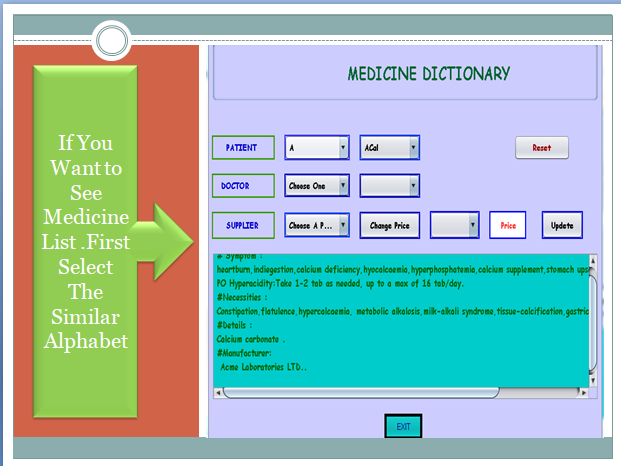 If You
Want to
See
Medicine
List .First
Select
The
Similar
Alphabet
MEDICINE DICTIONARY
PATIENT A ACal Reset
DOCTOR Choose One
SUPPLIER Choose A P... Change Price Price Update
# Symptom :
heartburn,indiegestion,calcium deficiency,hyocalcaemia,hyperphosphatemia,calcium supplement,stomach ups
PO Hyperacidity:Take 1-2 tab as needed, up to a max of 16 tab/day.
#Necessities :
Constipation,flatulence,hypercalcaemia, metabolic alkalosis,milk-alkali syndrome,tissue-calcification,gastric
#Details :
Calcium carbonate .
#Manufacturer:
Acme Laboratories LTD..
EXIT